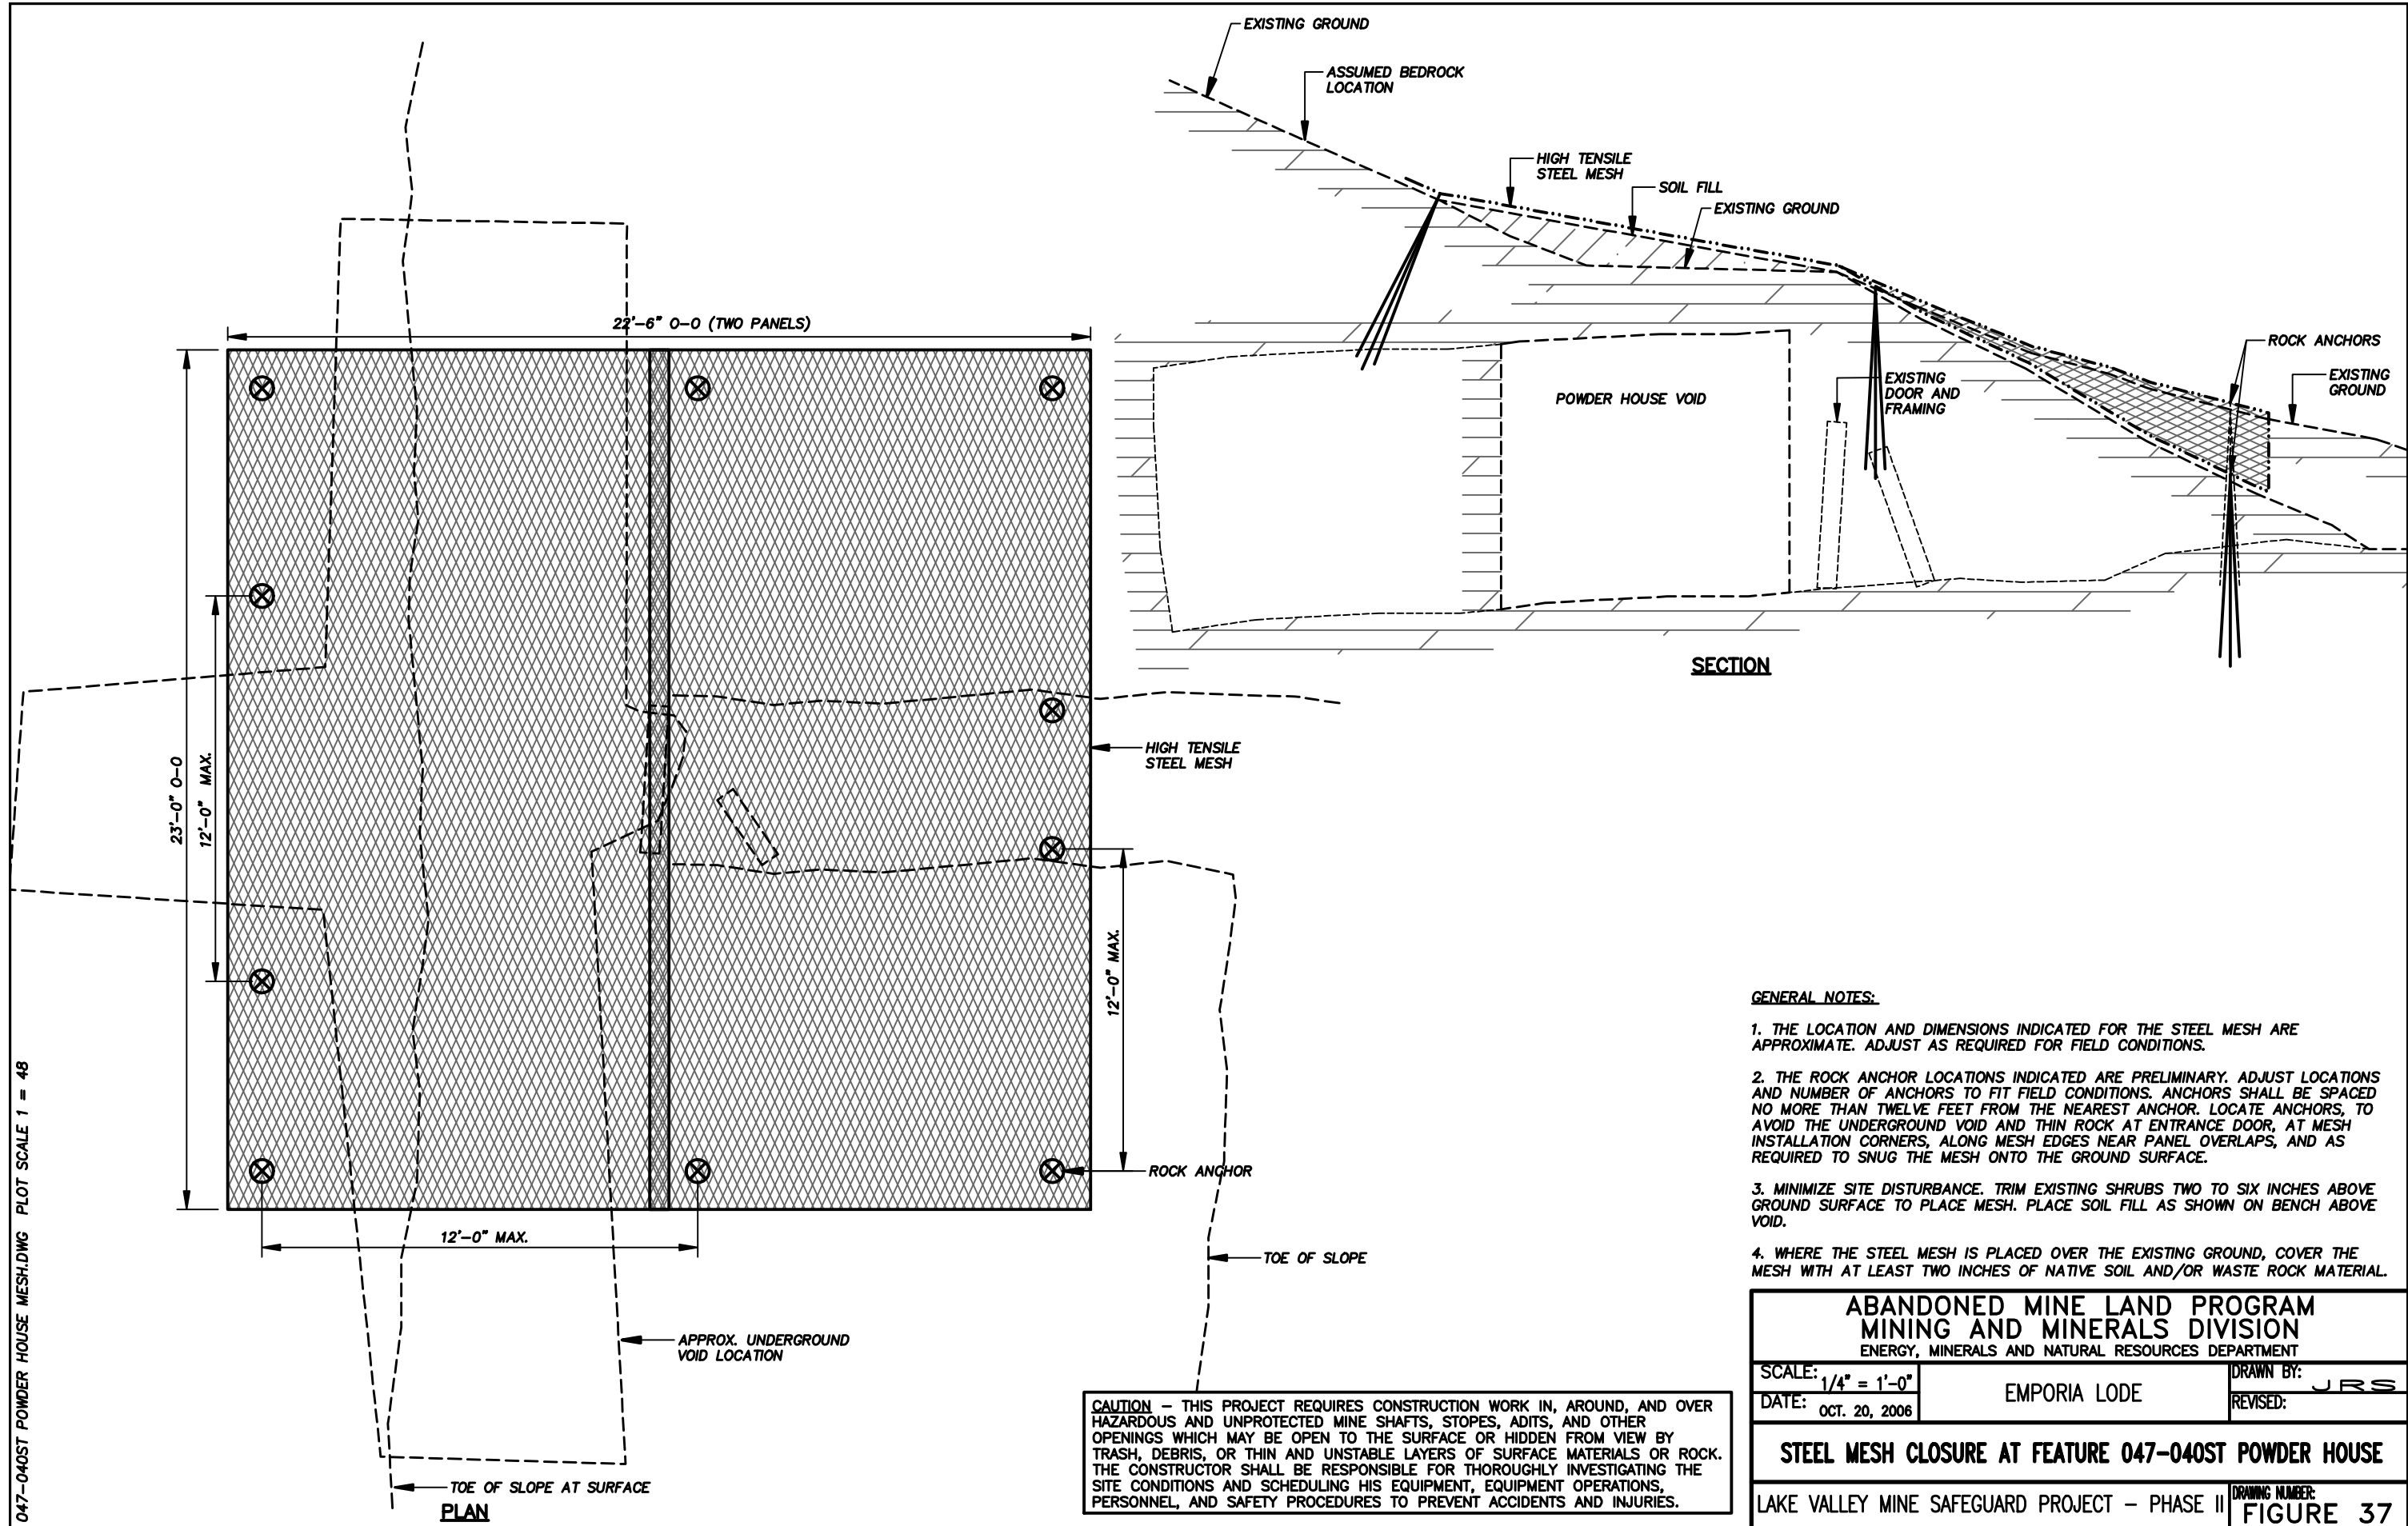 EXISTING GROUND
ASSUMED BEDROCK
LOCATION
HIGH TENSILE
STEEL MESH
SOIL FILL
EXISTING GROUND
ROCK ANCHORS
EXISTING
GROUND
EXISTING
DOOR AND
FRAMING
POWDER HOUSE VOID
SECTION
22'-6" O-O (TWO PANELS)
23'-0" O-O
12'-0" MAX.
HIGH TENSILE
STEEL MESH
12'-0" MAX.
ROCK ANCHOR
12'-0" MAX.
TOE OF SLOPE
APPROX. UNDERGROUND
VOID LOCATION
TOE OF SLOPE AT SURFACE
PLAN
047-040ST POWDER HOUSE MESH.DWG PLOT SCALE 1 = 48
GENERAL NOTES:
1. THE LOCATION AND DIMENSIONS INDICATED FOR THE STEEL MESH ARE
APPROXIMATE. ADJUST AS REQUIRED FOR FIELD CONDITIONS.
2. THE ROCK ANCHOR LOCATIONS INDICATED ARE PRELIMINARY. ADJUST LOCATIONS
AND NUMBER OF ANCHORS TO FIT FIELD CONDITIONS. ANCHORS SHALL BE SPACED
NO MORE THAN TWELVE FEET FROM THE NEAREST ANCHOR. LOCATE ANCHORS, TO
AVOID THE UNDERGROUND VOID AND THIN ROCK AT ENTRANCE DOOR, AT MESH
INSTALLATION CORNERS, ALONG MESH EDGES NEAR PANEL OVERLAPS, AND AS
REQUIRED TO SNUG THE MESH ONTO THE GROUND SURFACE.
3. MINIMIZE SITE DISTURBANCE. TRIM EXISTING SHRUBS TWO TO SIX INCHES ABOVE
GROUND SURFACE TO PLACE MESH. PLACE SOIL FILL AS SHOWN ON BENCH ABOVE
VOID.
4. WHERE THE STEEL MESH IS PLACED OVER THE EXISTING GROUND, COVER THE
MESH WITH AT LEAST TWO INCHES OF NATIVE SOIL AND/OR WASTE ROCK MATERIAL.
CAUTION - THIS PROJECT REQUIRES CONSTRUCTION WORK IN, AROUND, AND OVER
HAZARDOUS AND UNPROTECTED MINE SHAFTS, STOPES, ADITS, AND OTHER
OPENINGS WHICH MAY BE OPEN TO THE SURFACE OR HIDDEN FROM VIEW BY
TRASH, DEBRIS, OR THIN AND UNSTABLE LAYERS OF SURFACE MATERIALS OR ROCK.
THE CONSTRUCTOR SHALL BE RESPONSIBLE FOR THOROUGHLY INVESTIGATING THE
SITE CONDITIONS AND SCHEDULING HIS EQUIPMENT, EQUIPMENT OPERATIONS,
PERSONNEL, AND SAFETY PROCEDURES TO PREVENT ACCIDENTS AND INJURIES.
ABANDONED MINE LAND PROGRAM
MINING AND MINERALS DIVISION
ENERGY, MINERALS AND NATURAL RESOURCES DEPARTMENT
SCALE: 1/4" = 1'-0"
DATE: OCT. 20, 2006
EMPORIA LODE
DRAWN BY: JRS
REVISED:
STEEL MESH CLOSURE AT FEATURE 047-040ST POWDER HOUSE
LAKE VALLEY MINE SAFEGUARD PROJECT - PHASE II
DRAWING NUMBER:
FIGURE 37